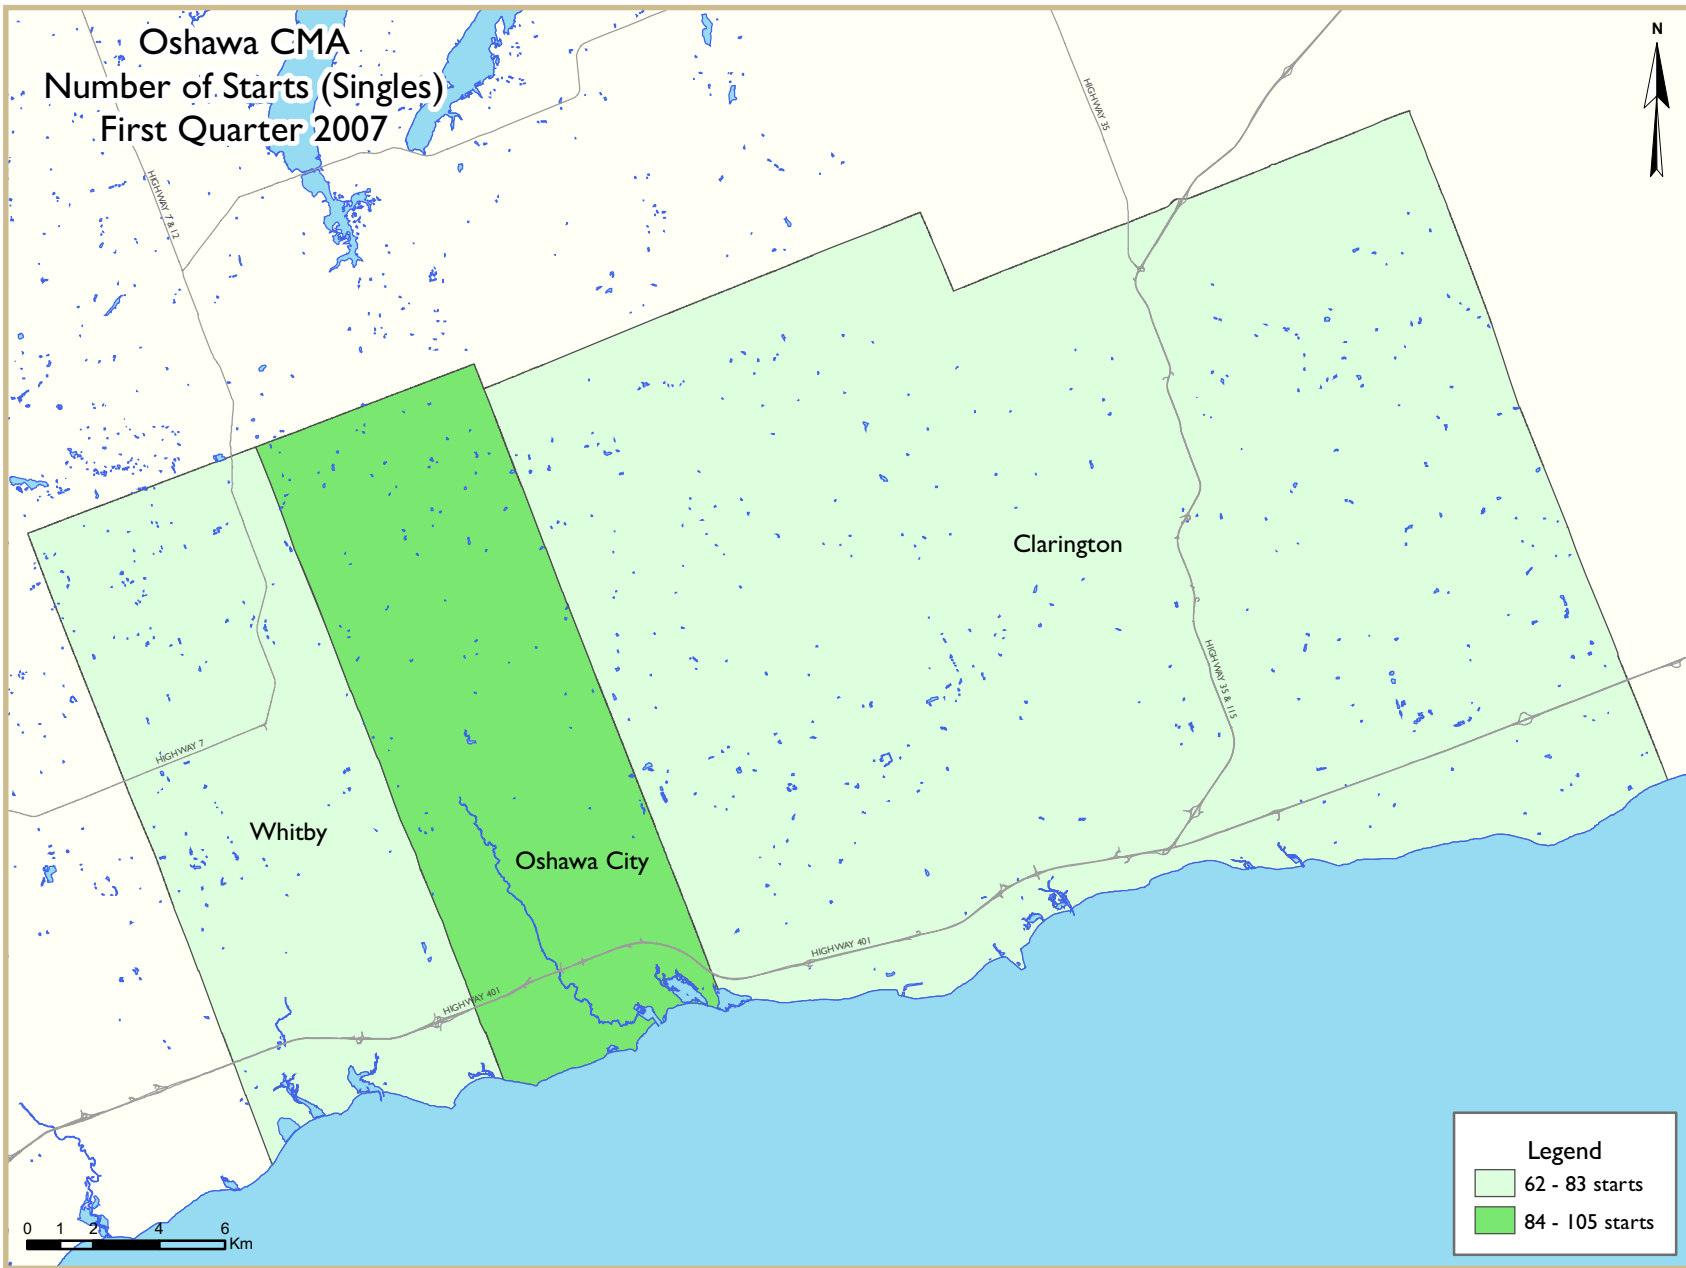 Oshawa CMA
Number of Starts (Singles)
First Quarter 2007
N
HIGHWAY 35
HIGHWAY 7 & 12
Clarington
HIGHWAY 35 & 115
HIGHWAY 7
Whitby
Oshawa City
HIGHWAY 401
HIGHWAY 401
Legend
62 - 83 starts
84 - 105 starts
0 1 2 4 6
Km